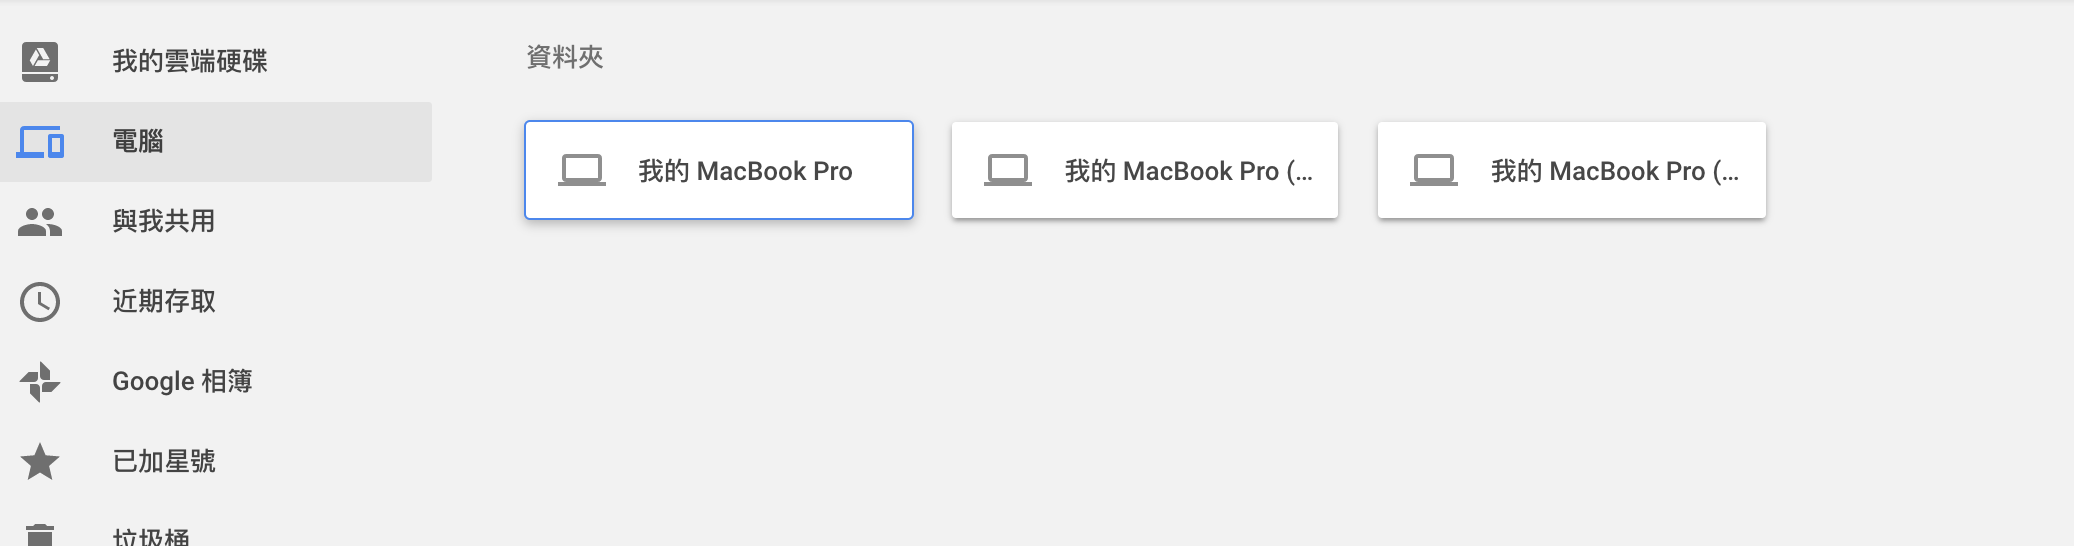 我的雲端硬碟
電腦
與我共用
近期存取
Google 相簿
已加星號
垃圾桶
資料夾
我的 MacBook Pro
我的 MacBook Pro (...
我的 MacBook Pro (...